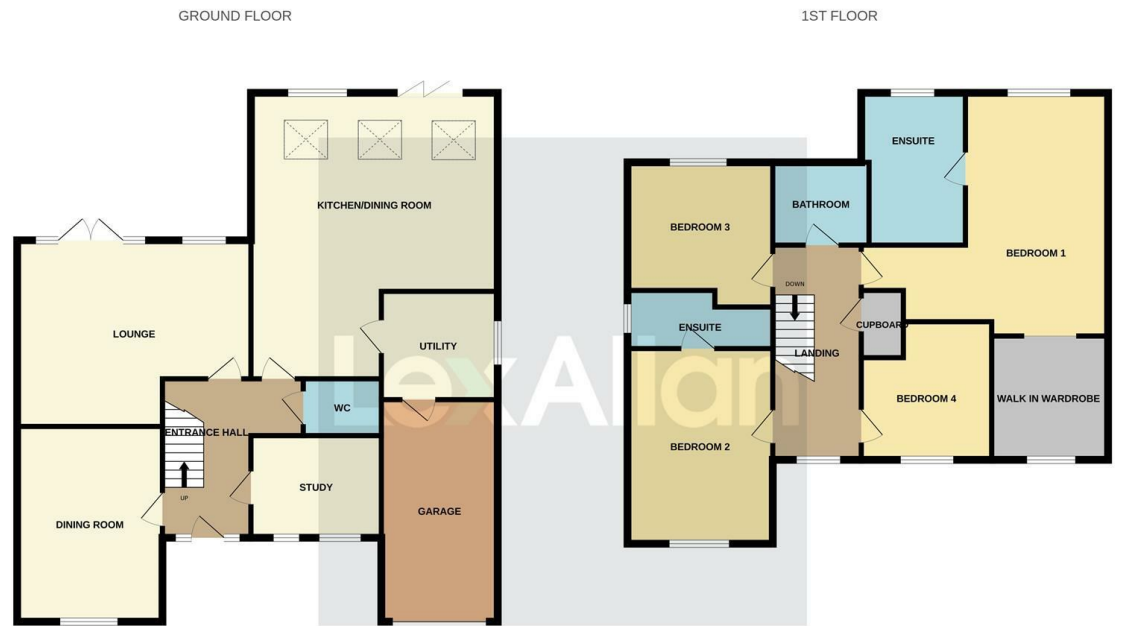 GROUND FLOOR
1ST FLOOR
KITCHEN/DINING ROOM
LOUNGE
UTILITY
WC
ENTRANCE HALL
STUDY
UP
DINING ROOM
GARAGE
ENSUITE
BATHROOM
BEDROOM 3
BEDROOM 1
DOWN
ENSUITE
CUPBOARD
LANDING
BEDROOM 4
WALK IN WARDROBE
BEDROOM 2
LexAllan